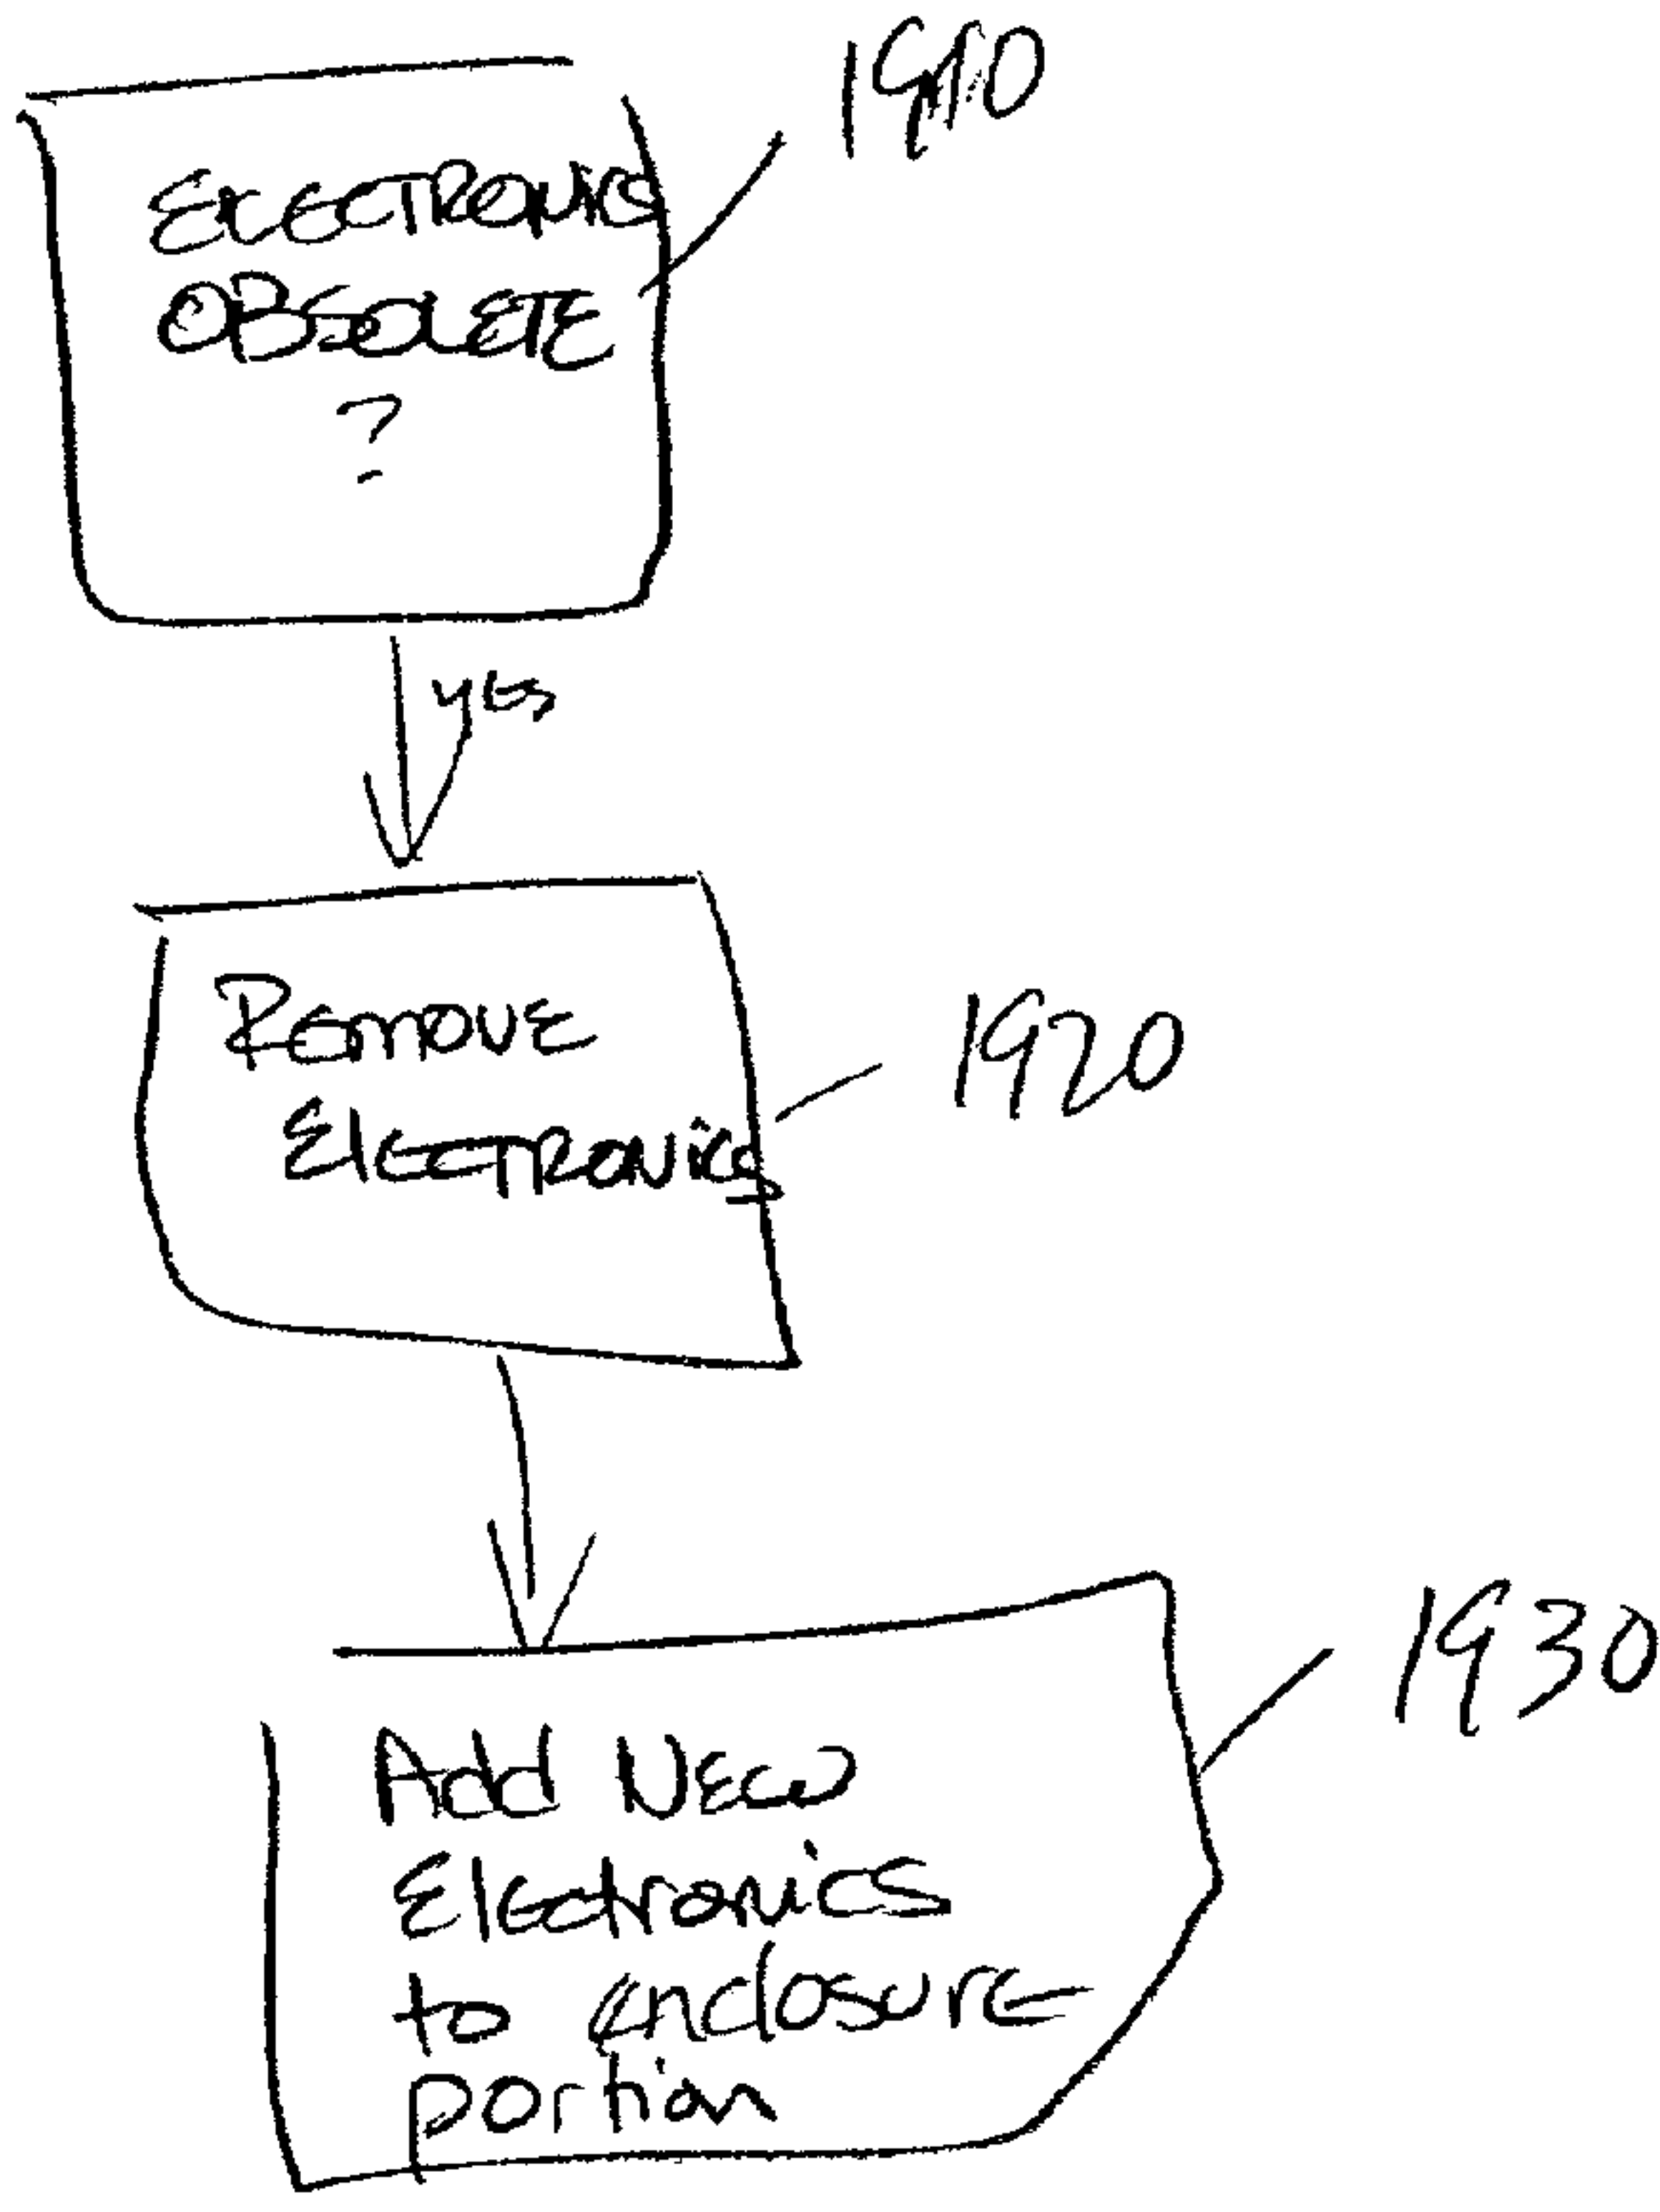 1910
ELECTRONICS
OBSOLETE
?
yes
Remove
Electronics
1920
1930
Add New
Electronics
to enclosure
portion